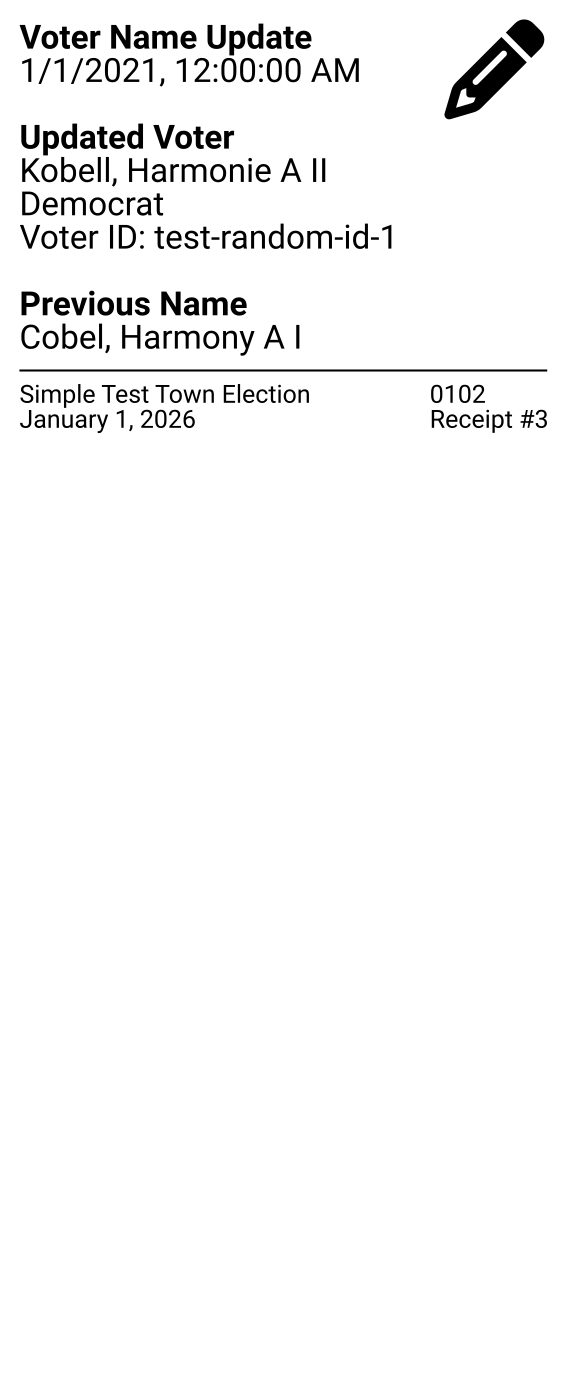 Voter Name Update
1/1/2021, 12:00:00 AM
Updated Voter
Kobell, Harmonie A II
Democrat
Voter ID: test-random-id-1
Previous Name
Cobel, Harmony A I
Simple Test Town Election
January 1, 2026
0102
Receipt #3